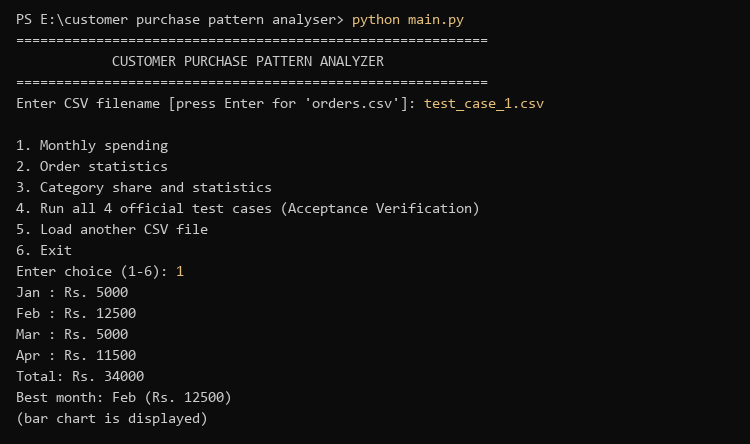 PS E:\customer purchase pattern analyser> python main.py
===========================================================
CUSTOMER PURCHASE PATTERN ANALYZER
===========================================================
Enter CSV filename [press Enter for 'orders.csv']: test_case_1.csv
1. Monthly spending
2. Order statistics
3. Category share and statistics
4. Run all 4 official test cases (Acceptance Verification)
5. Load another CSV file
6. Exit
Enter choice (1-6): 1
Jan : Rs. 5000
Feb : Rs. 12500
Mar : Rs. 5000
Apr : Rs. 11500
Total: Rs. 34000
Best month: Feb (Rs. 12500)
(bar chart is displayed)